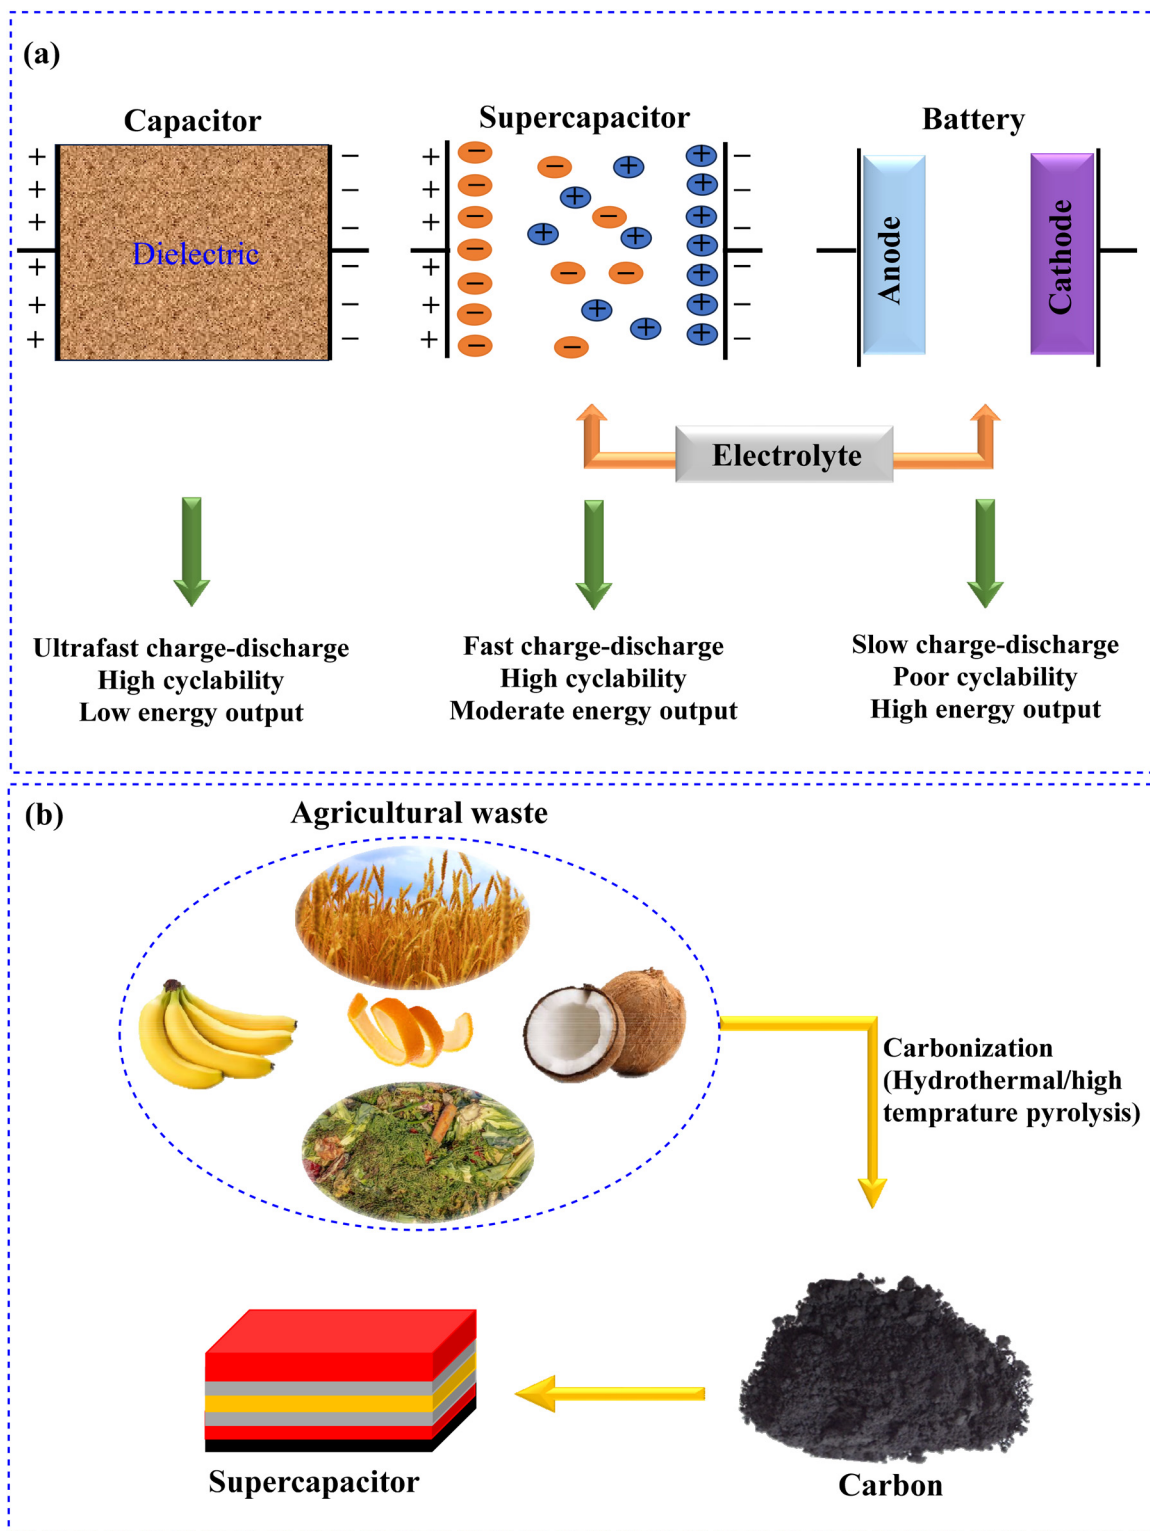 (a)
Capacitor
Supercapacitor
Battery
+ −
+ −
+ −
+ −
+ −
+ −
Dielectric
+ − − + + −
+ − + + −
+ − − + −
+ − + + + −
+ − − − + −
+ − + + −
+ − − + + −
Anode
Cathode
Electrolyte
Ultrafast charge-discharge
High cyclability
Low energy output
Fast charge-discharge
High cyclability
Moderate energy output
Slow charge-discharge
Poor cyclability
High energy output
(b)
Agricultural waste
Carbonization
(Hydrothermal/high
temprature pyrolysis)
Supercapacitor
Carbon